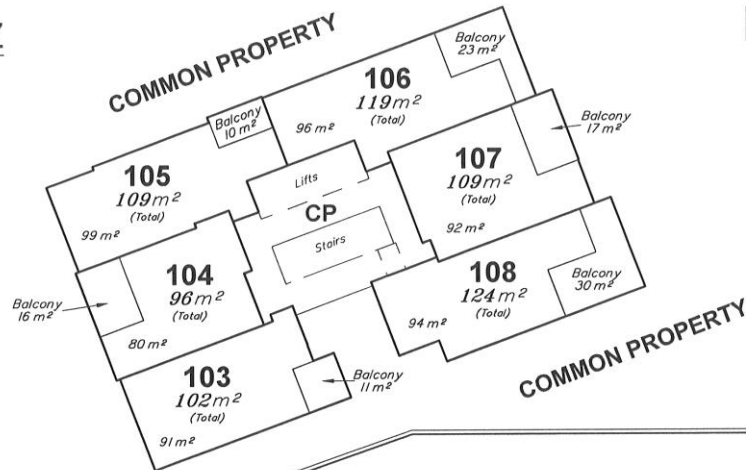 COMMON PROPERTY
Balcony
23 m²
106
119m²
(Total)
96 m²
Balcony
10 m²
Balcony
17 m²
105
109m²
(Total)
99 m²
Lifts
107
109m²
(Total)
92 m²
CP
Stairs
104
96m²
(Total)
80 m²
Balcony
16 m²
108
124m²
(Total)
94 m²
Balcony
30 m²
103
102m²
(Total)
91 m²
Balcony
11 m²
COMMON PROPERTY